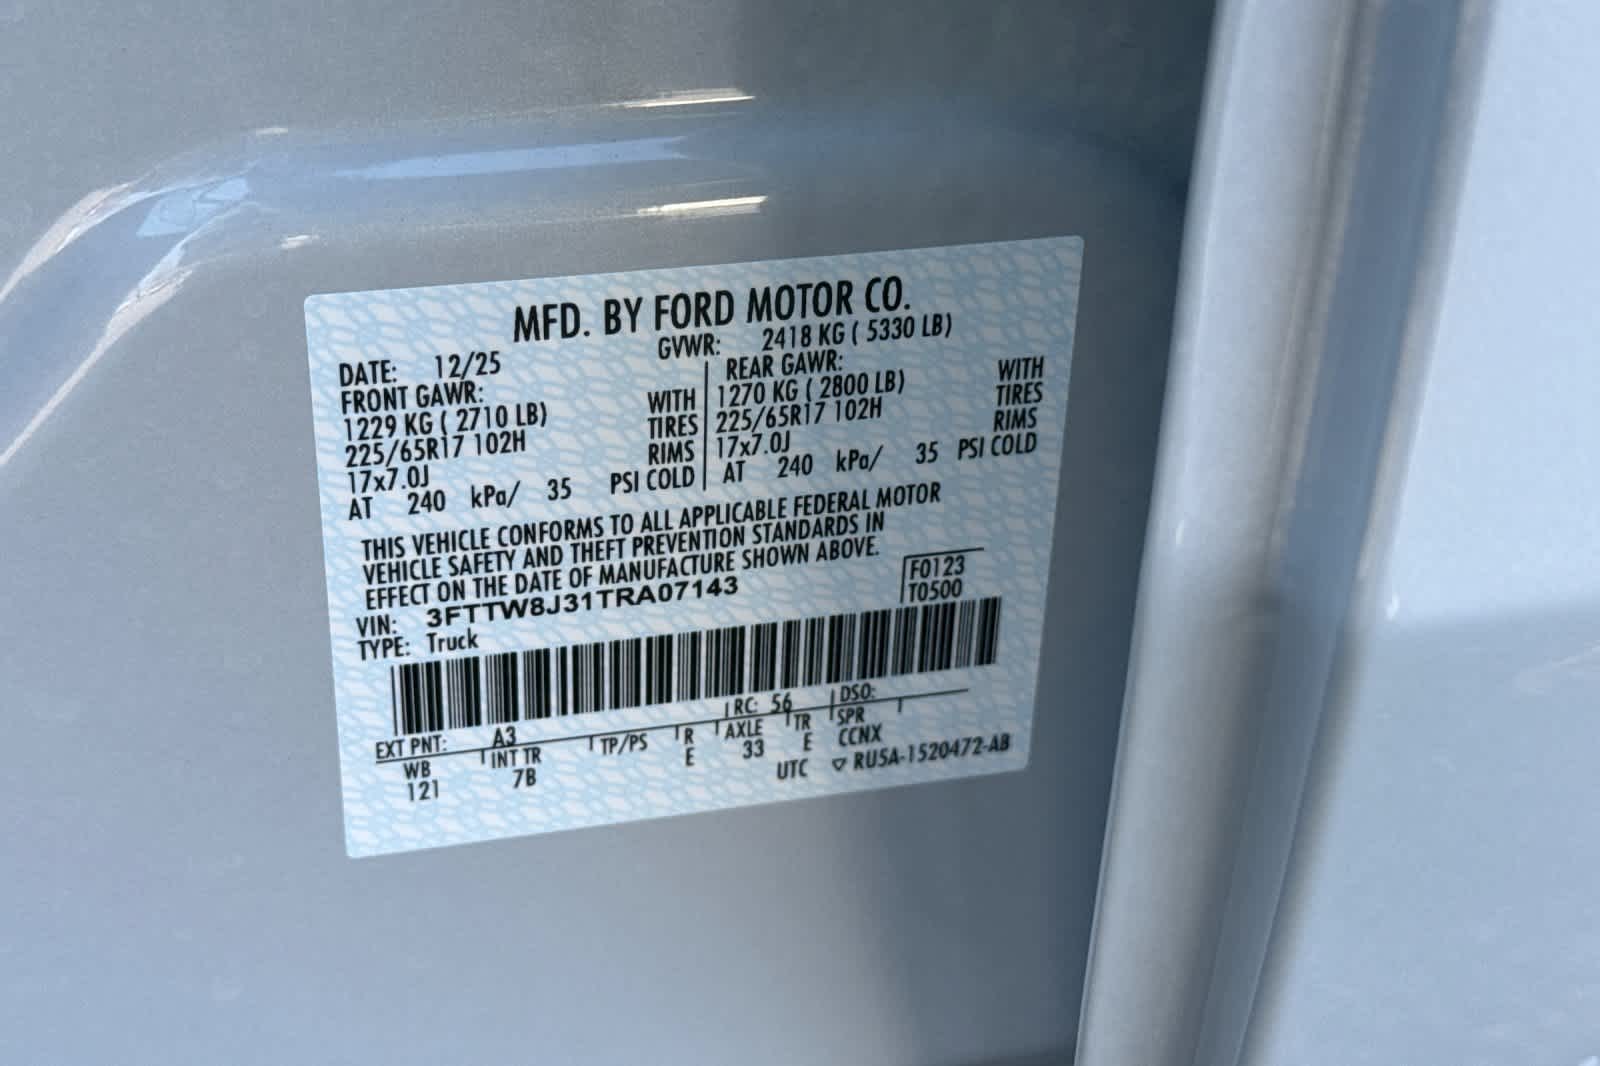 MFD. BY FORD MOTOR CO.
DATE: 12/25 GVWR: 2418 KG ( 5330 LB)
FRONT GAWR: REAR GAWR:
1229 KG ( 2710 LB) WITH 1270 KG ( 2800 LB) WITH
225/65R17 102H TIRES 225/65R17 102H TIRES
17x7.0J RIMS 17x7.0J RIMS
AT 240 kPa/ 35 PSI COLD AT 240 kPa/ 35 PSI COLD
THIS VEHICLE CONFORMS TO ALL APPLICABLE FEDERAL MOTOR
VEHICLE SAFETY AND THEFT PREVENTION STANDARDS IN
EFFECT ON THE DATE OF MANUFACTURE SHOWN ABOVE.
VIN: 3FTTW8J31TRA07143 F0123
TYPE: Truck T0500
EXT PNT: A3 RC: 56 DSO:
WB INT TR TP/PS R AXLE TR SPR
121 7B E 33 E CCNX
UTC ▽ RU5A-1520472-AB